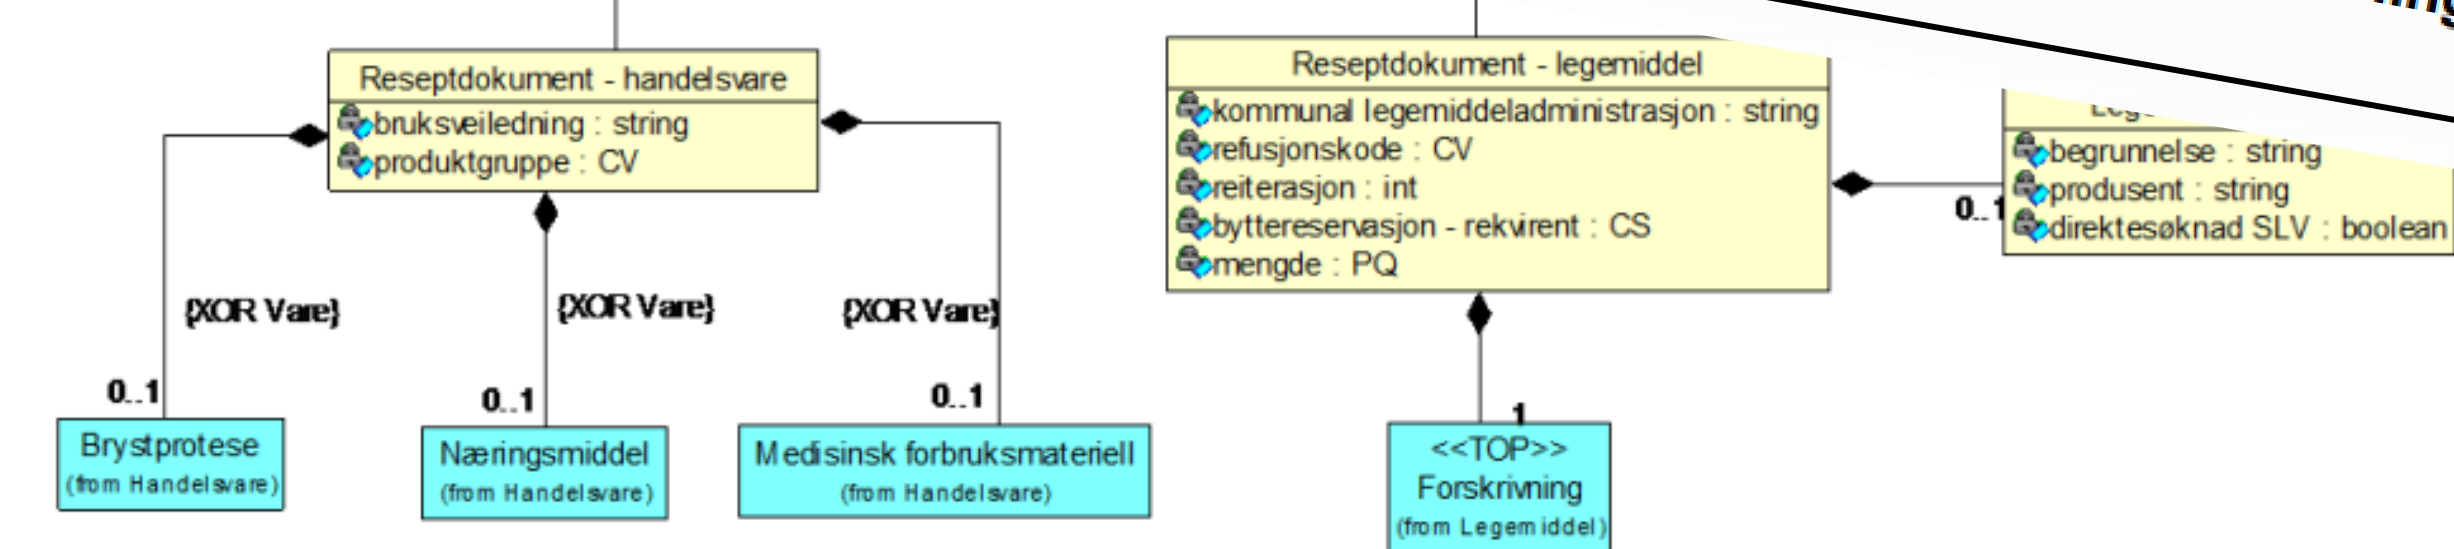 Reseptdokument - handelsvare
bruksveiledning : string
produktgruppe : CV
{XOR Vare}
{XOR Vare}
{XOR Vare}
0..1
0..1
0..1
Brystprotese
(from Handelsvare)
Næringsmiddel
(from Handelsvare)
Medisinsk forbruksmateriell
(from Handelsvare)
Reseptdokument - legemiddel
kommunal legemiddeladministrasjon : string
refusjonskode : CV
reiterasjon : int
byttereservasjon - rekvirent : CS
mengde : PQ
0..1
begrunnelse : string
produsent : string
direktesøknad SLV : boolean
1
<<TOP>>
Forskrivning
(from Legemiddel)